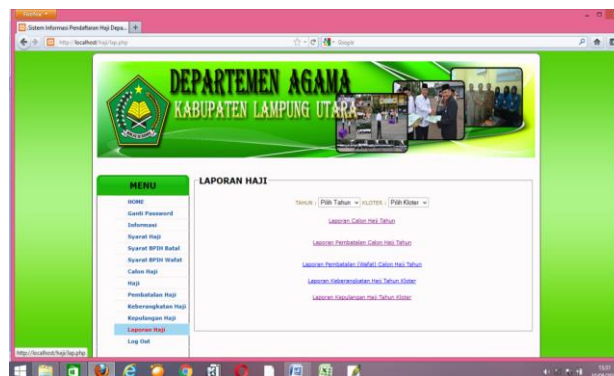 Firefox
Sistem Informasi Pendaftaran Haji Depa...
http://localhost/haji/lap.php
Google
DEPARTEMEN AGAMA
KABUPATEN LAMPUNG UTARA
MENU
HOME
Ganti Password
Informasi
Syarat Haji
Syarat BPIH Batal
Syarat BPIH Wafat
Calon Haji
Haji
Pembatalan Haji
Keberangkatan Haji
Kepulangan Haji
Laporan Haji
Log Out
LAPORAN HAJI
TAHUN : Pilih Tahun KLOTER : Pilih Kloter
Laporan Calon Haji Tahun
Laporan Pembatalan Calon Haji Tahun
Laporan Pembatalan (Wafat) Calon Haji Tahun
Laporan Keberangkatan Haji Tahun Kloter
Laporan Kepulangan Haji Tahun Kloter
http://localhost/haji/lap.php